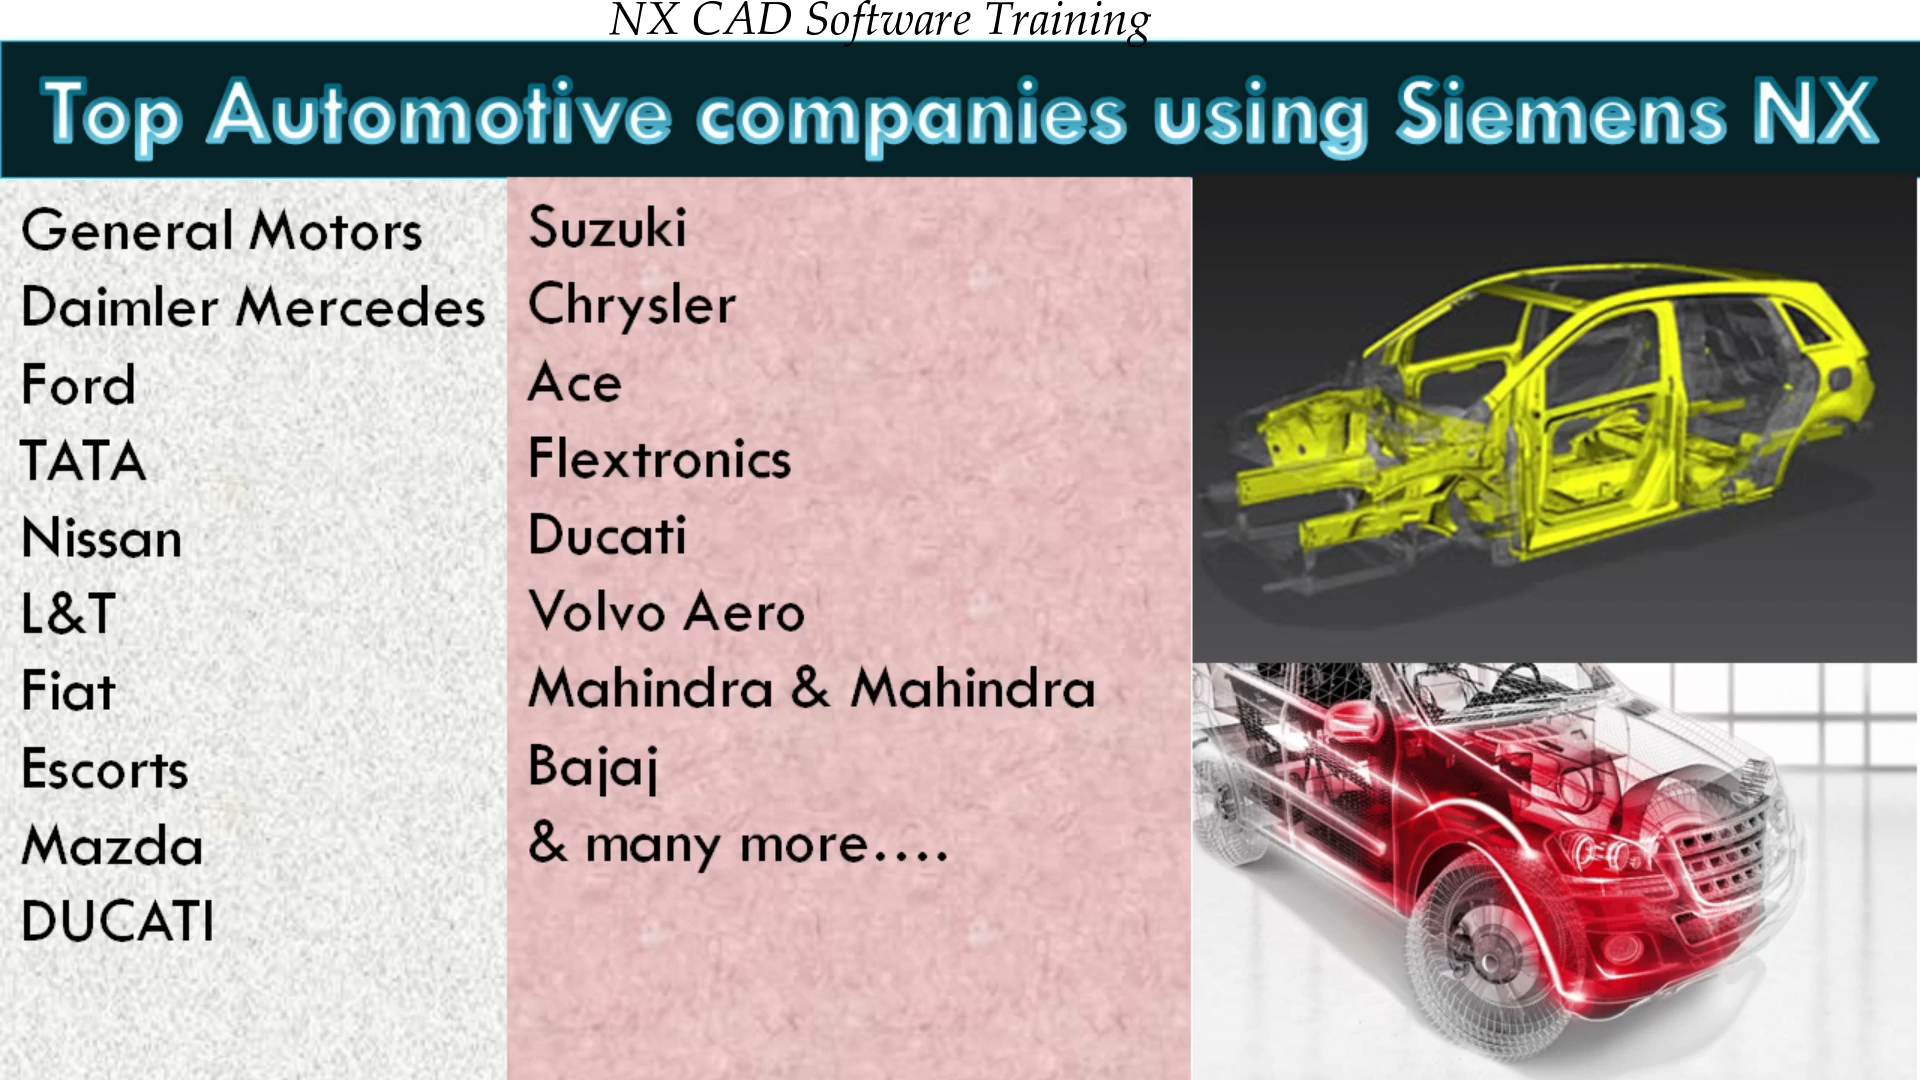 NX CAD Software Training
Top Automotive companies using Siemens NX
General Motors
Daimler Mercedes
Ford
TATA
Nissan
L&T
Fiat
Escorts
Mazda
DUCATI
Suzuki
Chrysler
Ace
Flextronics
Ducati
Volvo Aero
Mahindra & Mahindra
Bajaj
& many more....